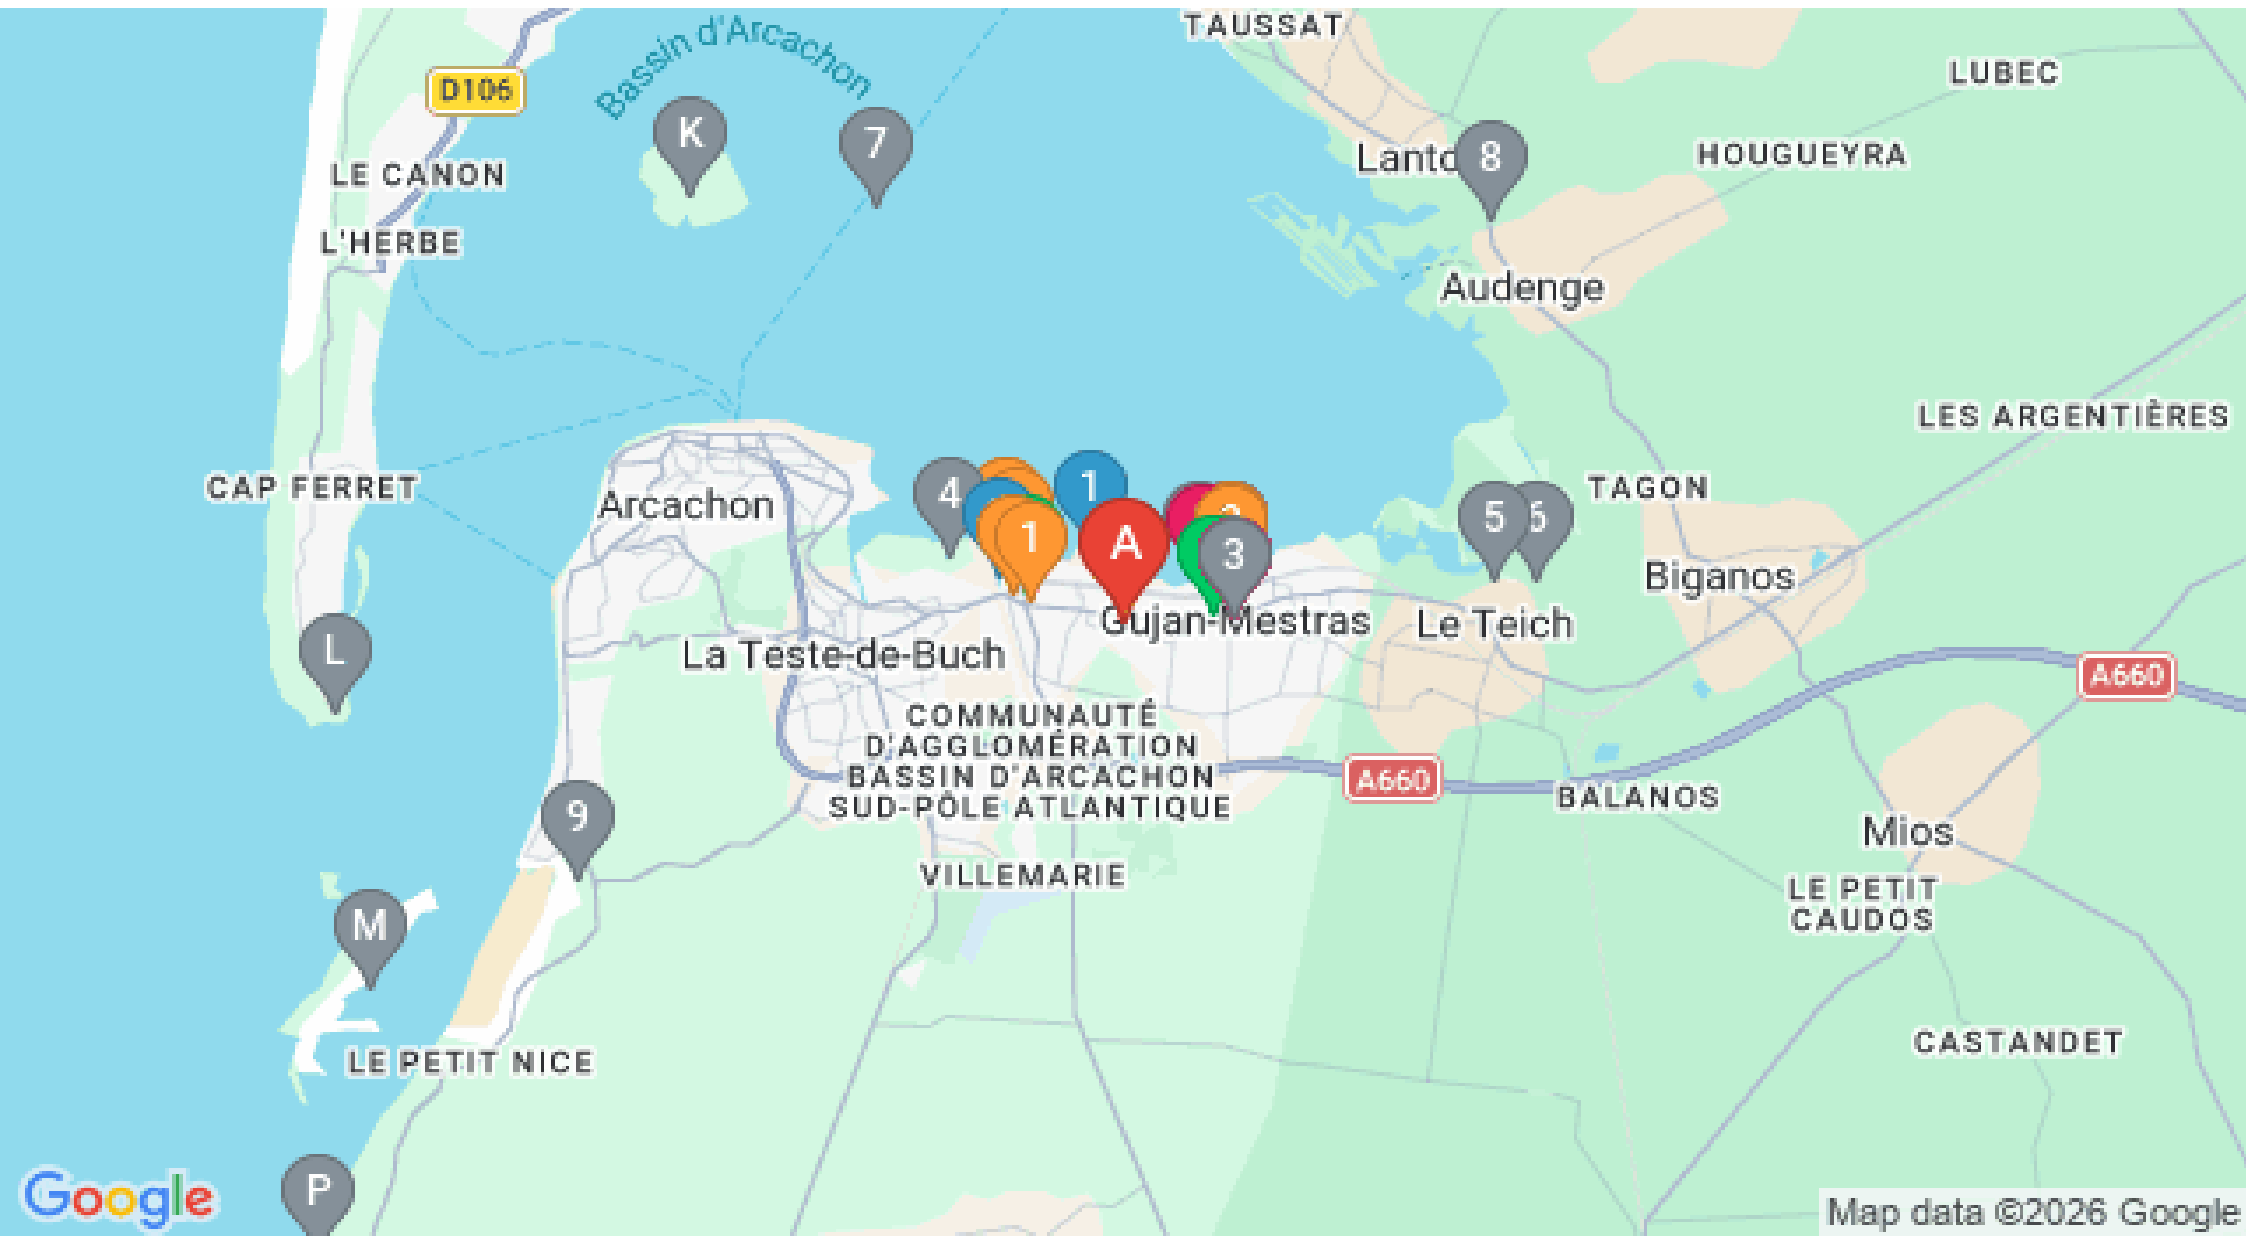 TAUSSAT
Bassin d'Arcachon
LUBEC
D106
K
7
8
HOUGUEYRA
LE CANON
L'HERBE
Audenge
LES ARGENTIÈRES
CAP FERRET
TAGON
Arcachon
4
1
5
6
1
A
3
Biganos
Gujan-Mestras
Le Teich
L
La Teste-de-Buch
A660
COMMUNAUTÉ
D'AGGLOMÉRATION
BASSIN D'ARCACHON
SUD-PÔLE ATLANTIQUE
A660
BALANOS
9
Mios
VILLEMARIE
LE PETIT
CAUDOS
M
CASTANDET
LE PETIT NICE
P
Google
Map data ©2026 Google